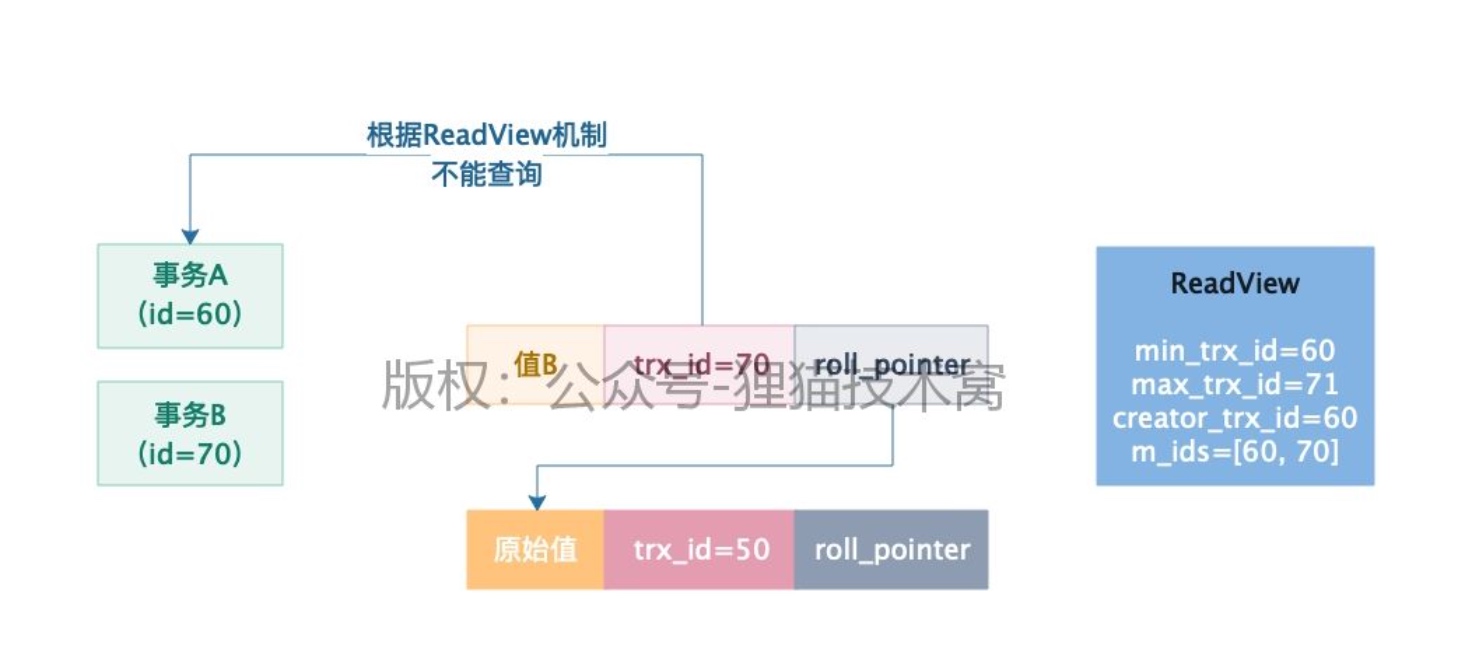 根据ReadView机制
不能查询
事务A
(id=60)
事务B
(id=70)
值B
trx_id=70
roll_pointer
版权：公众号-狸猫技术窝
原始值
trx_id=50
roll_pointer
ReadView
min_trx_id=60
max_trx_id=71
creator_trx_id=60
m_ids=[60, 70]